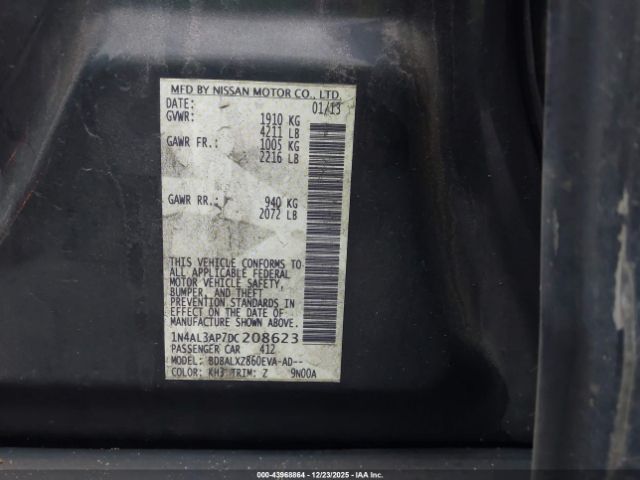 MFD BY NISSAN MOTOR CO., LTD.
DATE: 01/13
GVWR: 1910 KG
4211 LB
GAWR FR.: 1005 KG
2216 LB
GAWR RR.: 940 KG
2072 LB
THIS VEHICLE CONFORMS TO
ALL APPLICABLE FEDERAL
MOTOR VEHICLE SAFETY,
BUMPER, AND THEFT
PREVENTION STANDARDS IN
EFFECT ON THE DATE OF
MANUFACTURE SHOWN ABOVE.
1N4AL3AP7DC208623
PASSENGER CAR 412
MODEL: BDBALXZ860EVA-AD--
COLOR: KH3 TRIM: Z 9N00A
000-43968864 • 12/23/2025 • IAAI.COM